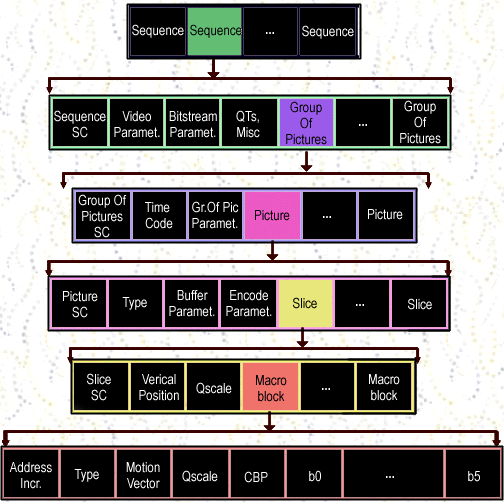 Sequence Sequence ... Sequence
Sequence SC Video Paramet. Bitstream Paramet. QTs, Misc Group Of Pictures ... Group Of Pictures
Group Of Pictures SC Time Code Gr.Of Pic Paramet. Picture ... Picture
Picture SC Type Buffer Paramet. Encode Paramet. Slice ... Slice
Slice SC Verical Position Qscale Macro block ... Macro block
Address Incr. Type Motion Vector Qscale CBP b0 ... b5